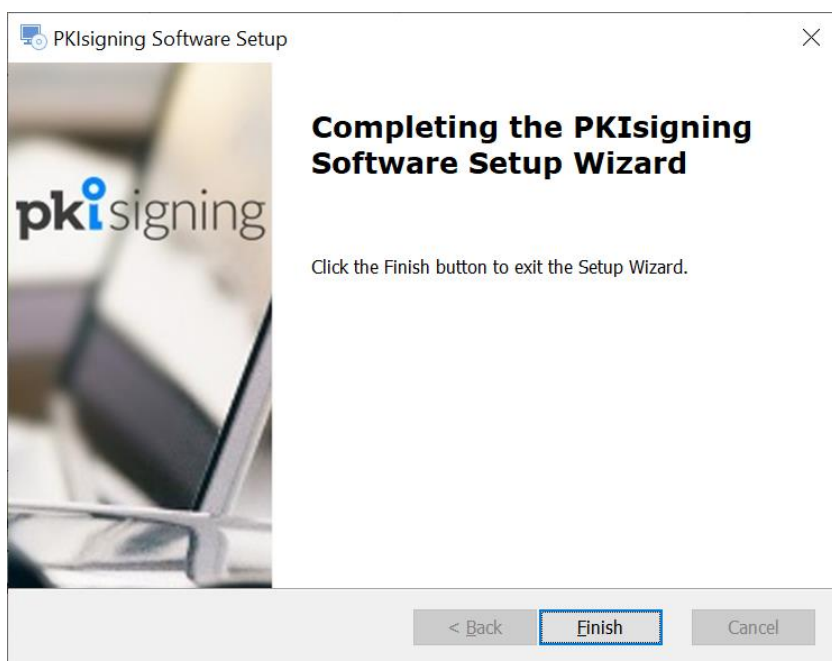 PKIsigning Software Setup
Completing the PKIsigning
Software Setup Wizard
pkisigning
Click the Finish button to exit the Setup Wizard.
< Back
Finish
Cancel